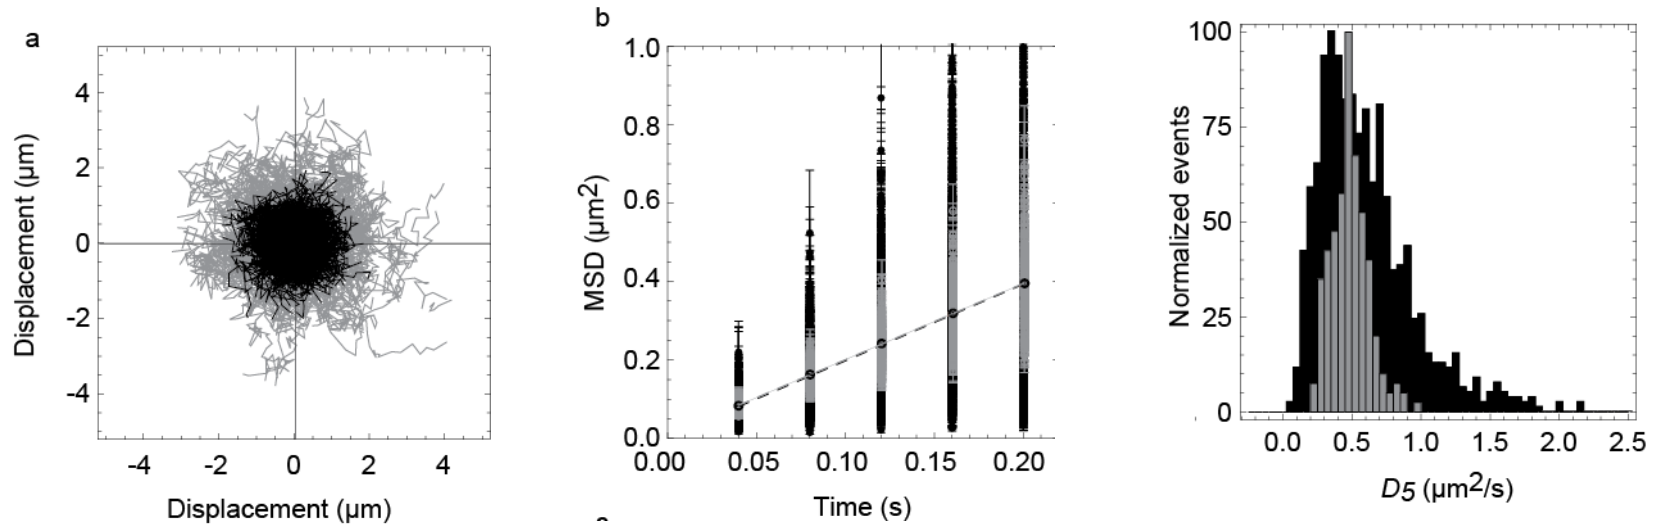 a
Displacement (µm)
4
2
0
-2
-4
-4 -2 0 2 4
Displacement (µm)
b
MSD (µm2)
1.0
0.8
0.6
0.4
0.2
0.0
0.00 0.05 0.10 0.15 0.20
Time (s)
Normalized events
100
75
50
25
0
0.0 0.5 1.0 1.5 2.0 2.5
D5 (µm2/s)